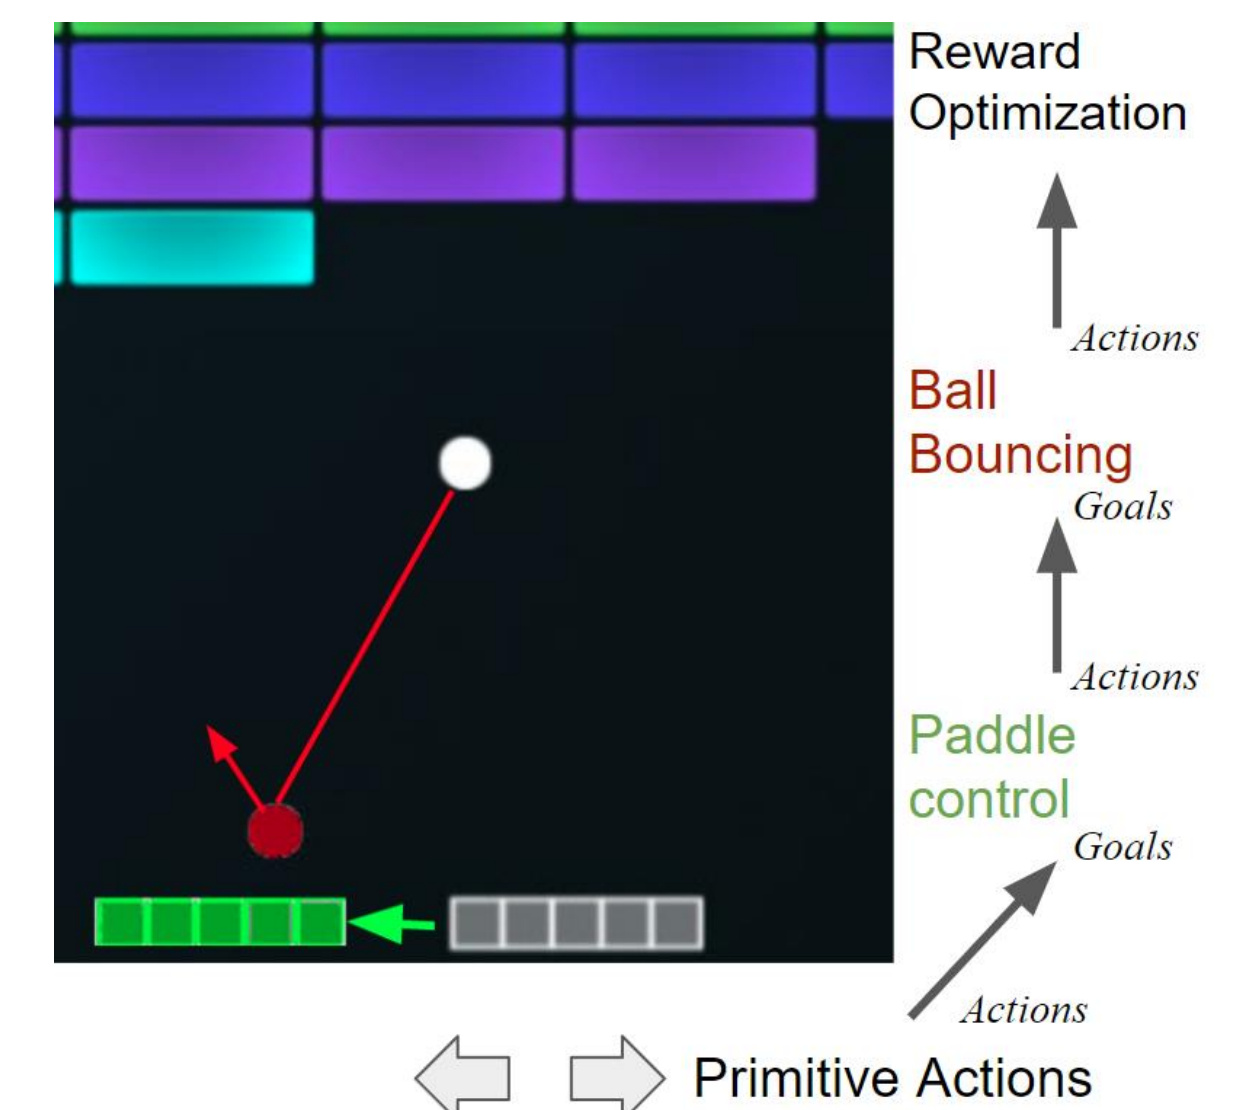 Reward
Optimization
Actions
Ball
Bouncing
Goals
Actions
Paddle
control
Goals
Actions
Primitive Actions